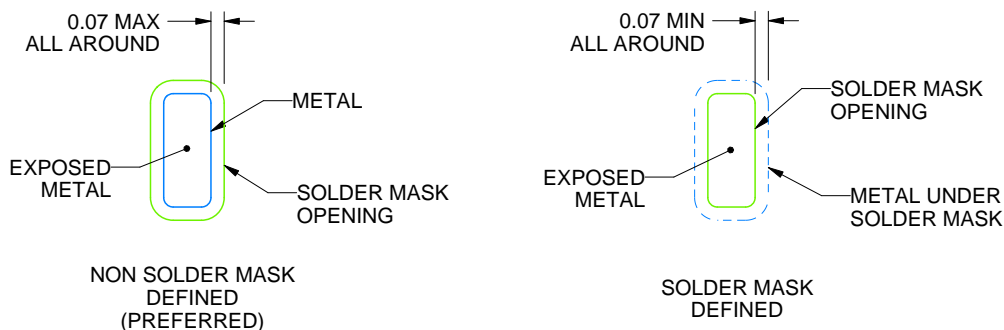 0.07 MAX
ALL AROUND
METAL
EXPOSED
METAL
SOLDER MASK
OPENING
NON SOLDER MASK
DEFINED
(PREFERRED)
0.07 MIN
ALL AROUND
SOLDER MASK
OPENING
EXPOSED
METAL
METAL UNDER
SOLDER MASK
SOLDER MASK
DEFINED